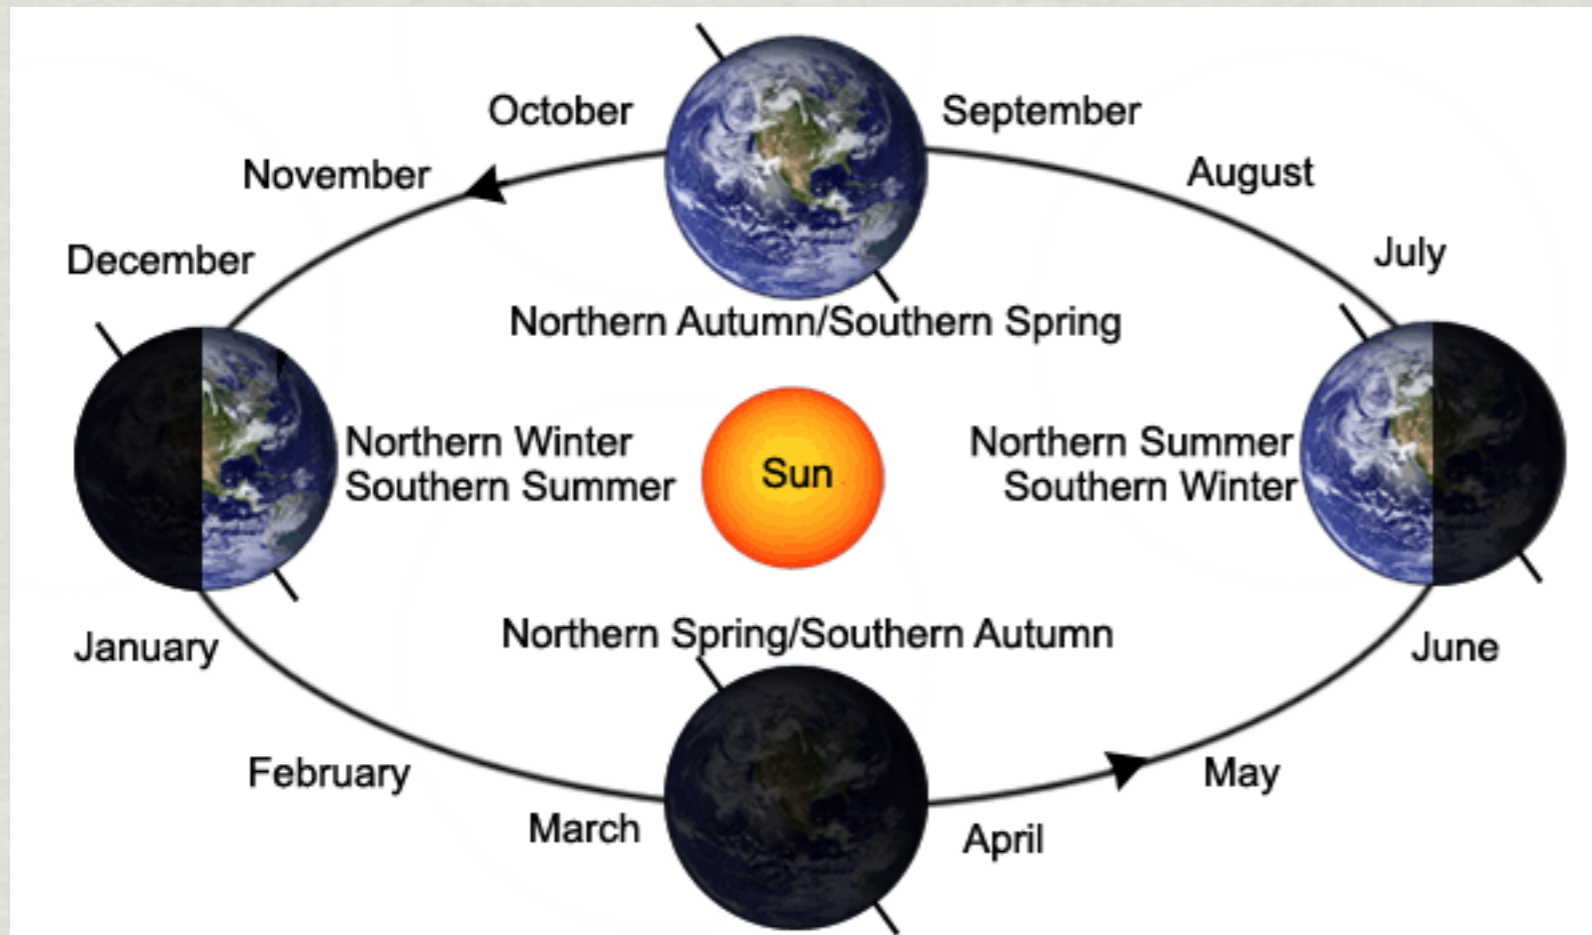 October
September
November
August
December
July
Northern Autumn/Southern Spring
Northern Winter
Southern Summer
Sun
Northern Summer
Southern Winter
Northern Spring/Southern Autumn
January
June
February
May
March
April